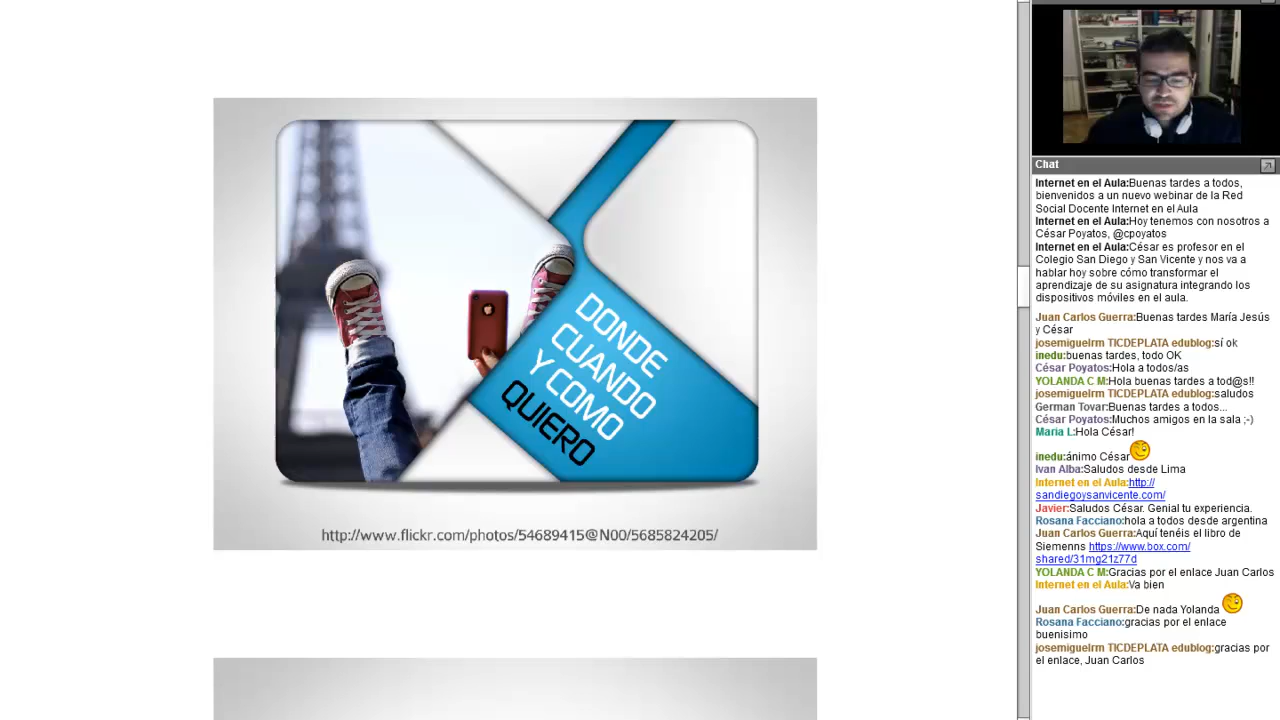 DONDE
CUANDO
Y COMO
QUIERO
http://www.flickr.com/photos/54689415@N00/5685824205/
Chat
Internet en el Aula:Buenas tardes a todos,
bienvenidos a un nuevo webinar de la Red
Social Docente Internet en el Aula
Internet en el Aula:Hoy tenemos con nosotros a
César Poyatos, @cpoyatos
Internet en el Aula:César es profesor en el
Colegio San Diego y San Vicente y nos va a
hablar hoy sobre cómo transformar el
aprendizaje de su asignatura integrando los
dispositivos móviles en el aula.
Juan Carlos Guerra:Buenas tardes María Jesús
y César
josemiguelrm TICDEPLATA edublog:sí ok
inedu:buenas tardes, todo OK
César Poyatos:Hola a todos/as
YOLANDA C M:Hola buenas tardes a tod@s!!
josemiguelrm TICDEPLATA edublog:saludos
German Tovar:Buenas tardes a todos...
César Poyatos:Muchos amigos en la sala ;-)
Maria L:Hola César!
inedu:ánimo César
Ivan Alba:Saludos desde Lima
Internet en el Aula:http://
sandiegoysanvicente.com/
Javier:Saludos César. Genial tu experiencia.
Rosana Facciano:hola a todos desde argentina
Juan Carlos Guerra:Aquí tenéis el libro de
Siemenns https://www.box.com/
shared/31mg21z77d
YOLANDA C M:Gracias por el enlace Juan Carlos
Internet en el Aula:Va bien
Juan Carlos Guerra:De nada Yolanda
Rosana Facciano:gracias por el enlace
buenisimo
josemiguelrm TICDEPLATA edublog:gracias por
el enlace, Juan Carlos